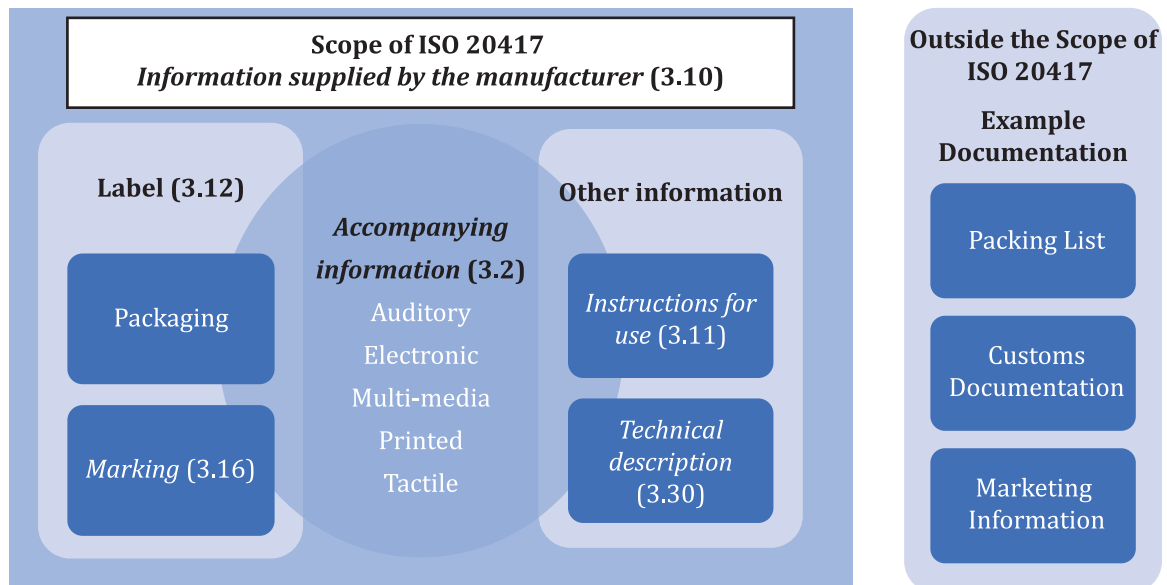 Scope of ISO 20417
Information supplied by the manufacturer (3.10)
Label (3.12)
Packaging
Marking (3.16)
Accompanying
information (3.2)
Auditory
Electronic
Multi-media
Printed
Tactile
Other information
Instructions for
use (3.11)
Technical
description
(3.30)
Outside the Scope of
ISO 20417
Example
Documentation
Packing List
Customs
Documentation
Marketing
Information